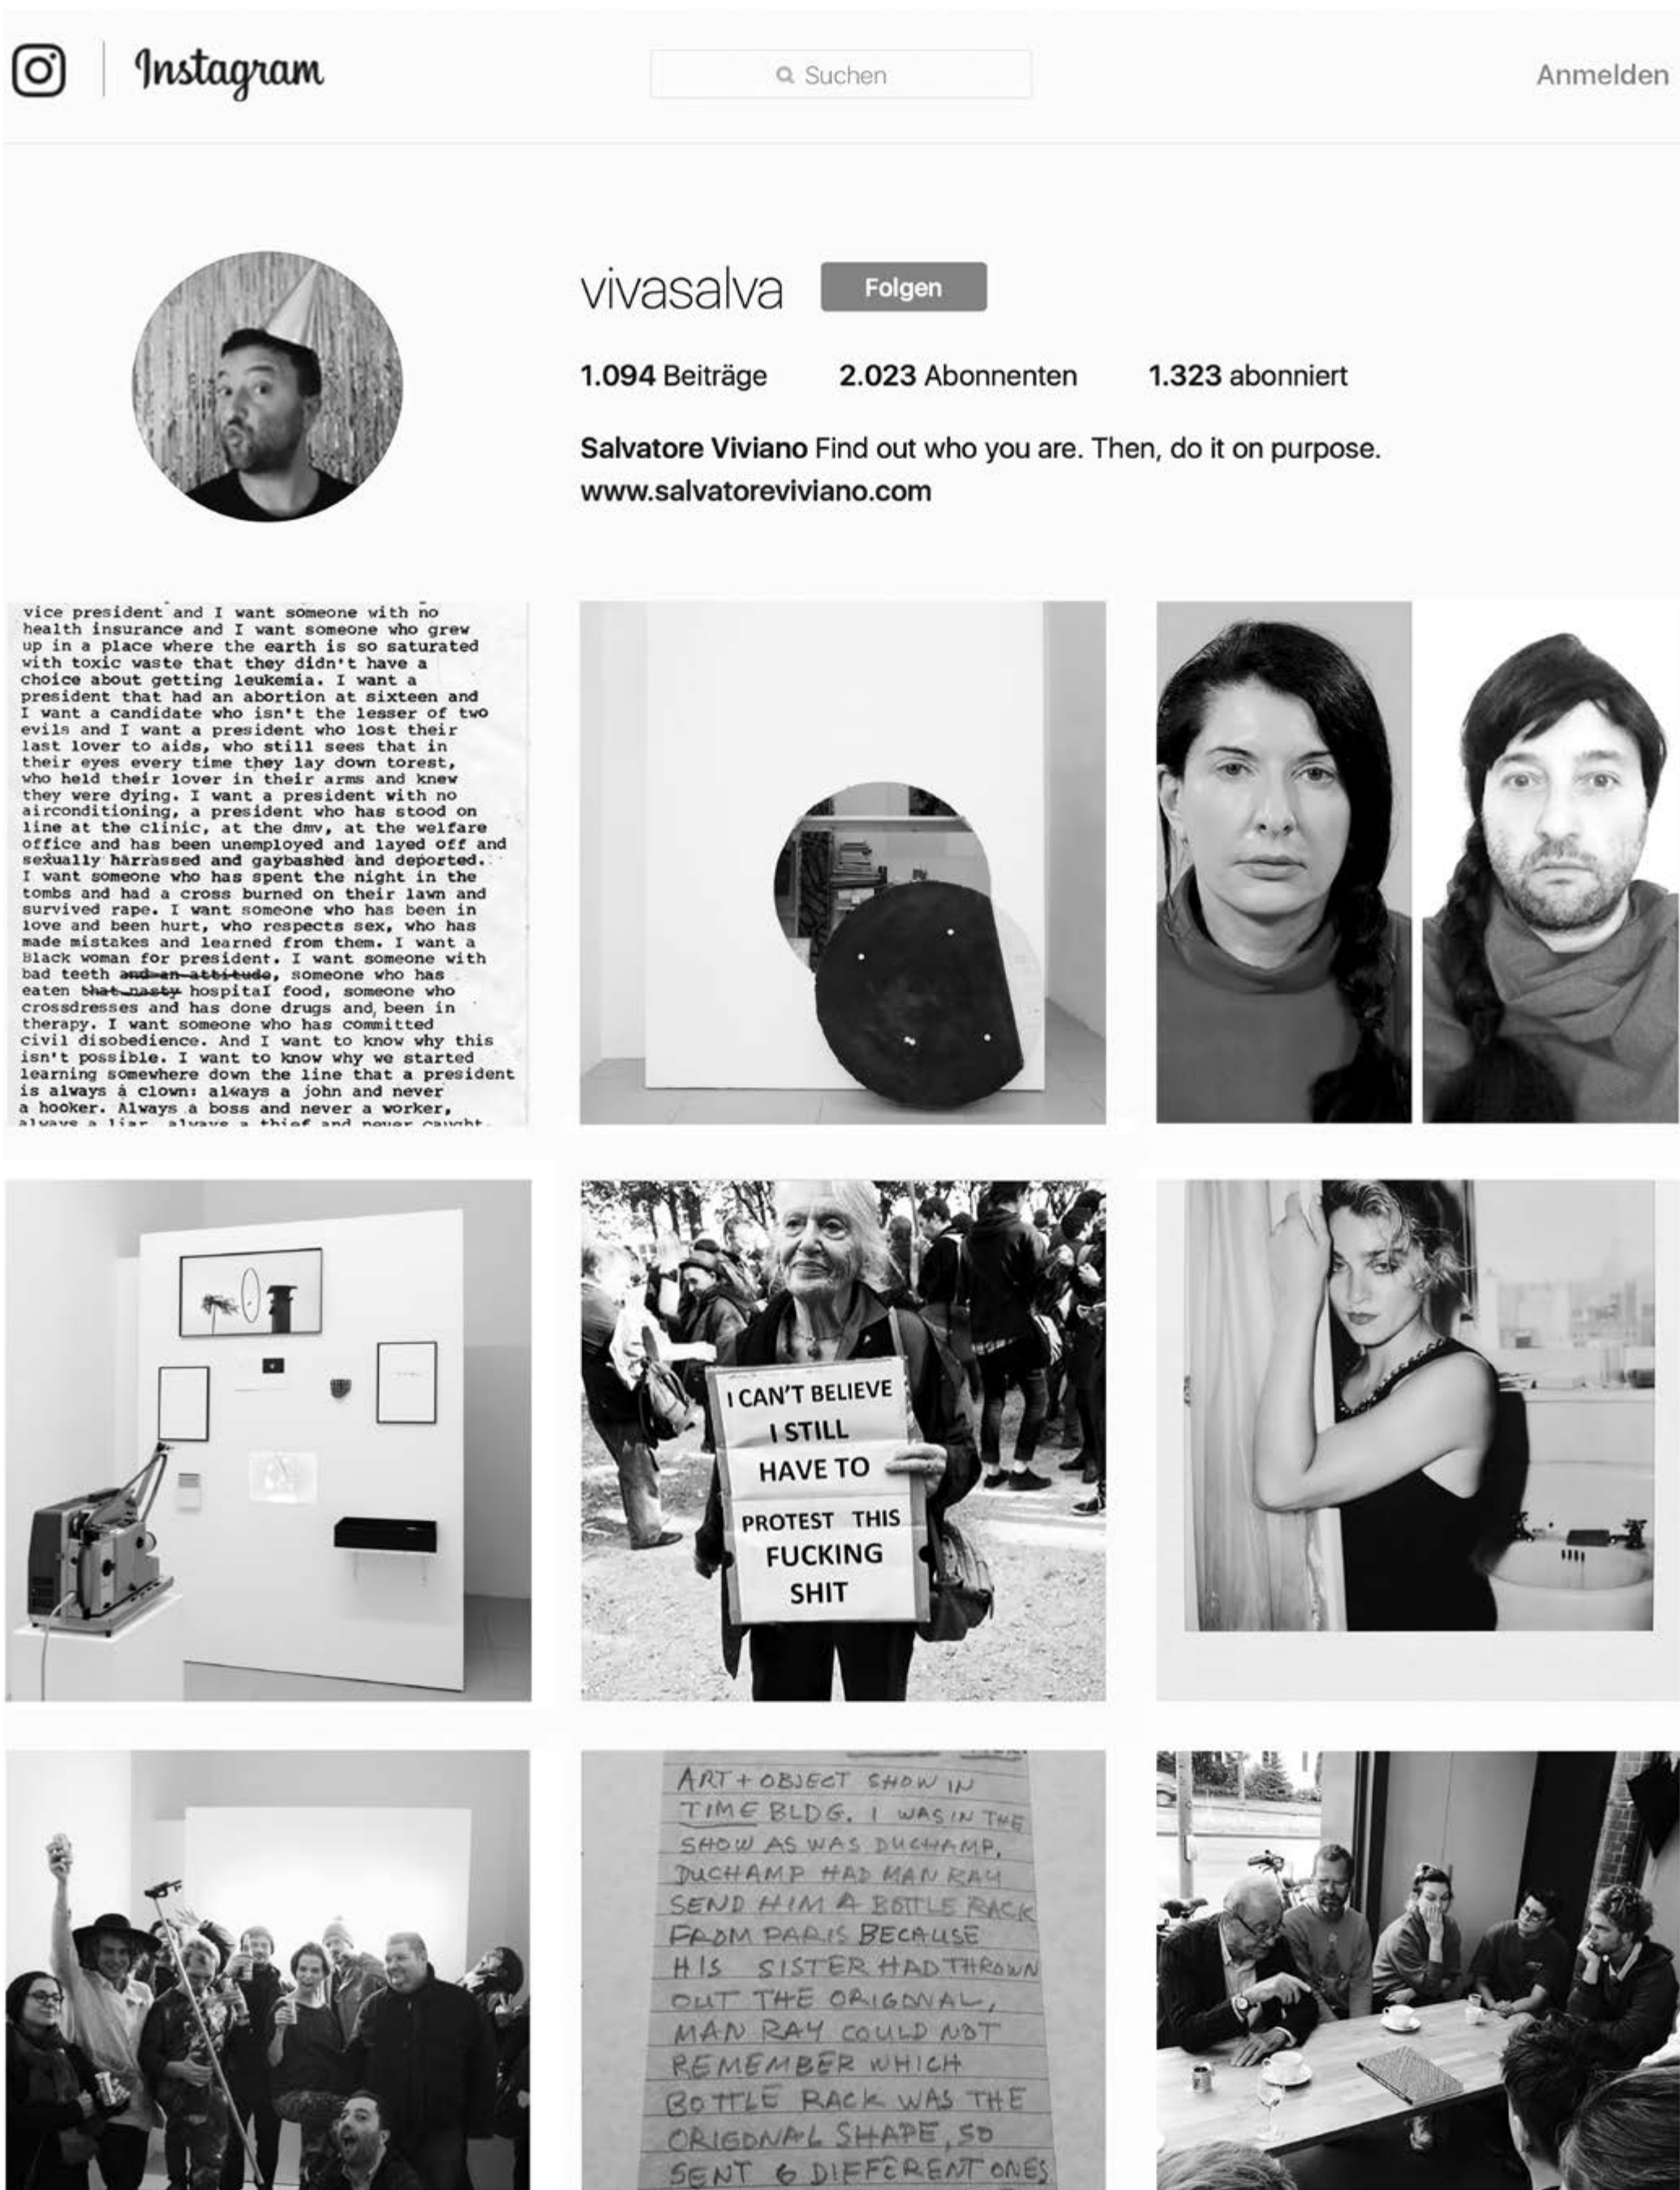 Instagram
Suchen
Anmelden
vivasalva
Folgen
1.094 Beiträge 2.023 Abonnenten 1.323 abonniert
Salvatore Viviano Find out who you are. Then, do it on purpose.
www.salvatoreviviano.com
vice president and I want someone with no
health insurance and I want someone who grew
up in a place where the earth is so saturated
with toxic waste that they didn't have a
choice about getting leukemia. I want a
president that had an abortion at sixteen and
I want a candidate who isn't the lesser of two
evils and I want a president who lost their
last lover to aids, who still sees that in
their eyes every time they lay down torest,
who held their lover in their arms and knew
they were dying. I want a president with no
airconditioning, a president who has stood on
line at the clinic, at the dmv, at the welfare
office and has been unemployed and layed off and
sexually harrassed and gaybashed and deported.
I want someone who has spent the night in the
tombs and had a cross burned on their lawn and
survived rape. I want someone who has been in
love and been hurt, who respects sex, who has
made mistakes and learned from them. I want a
Black woman for president. I want someone with
bad teeth and an attitude, someone who has
eaten that nasty hospital food, someone who
crossdresses and has done drugs and been in
therapy. I want someone who has committed
civil disobedience. And I want to know why this
isn't possible. I want to know why we started
learning somewhere down the line that a president
is always a clown: always a john and never
a hooker. Always a boss and never a worker,
always a liar, always a thief and never caught.
I CAN'T BELIEVE
I STILL
HAVE TO
PROTEST THIS
FUCKING
SHIT
ART + OBJECT SHOW IN
TIME BLDG. I WAS IN THE
SHOW AS WAS DUCHAMP.
DUCHAMP HAD MAN RAY
SEND HIM A BOTTLE RACK
FROM PARIS BECAUSE
HIS SISTER HAD THROWN
OUT THE ORIGONAL,
MAN RAY COULD NOT
REMEMBER WHICH
BOTTLE RACK WAS THE
ORIGONAL SHAPE, SO
SENT 6 DIFFERENT ONES